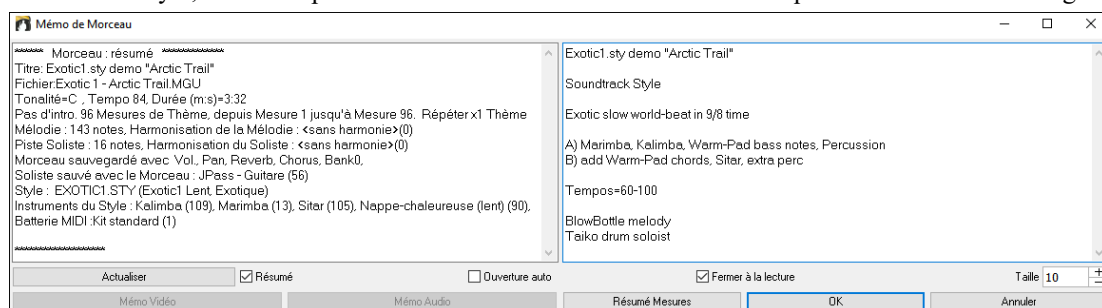 Mémo de Morceau
****** Morceau : résumé *************
Titre: Exotic1.sty demo "Arctic Trail"
Fichier:Exotic 1 - Arctic Trail.MGU
Tonalité=C , Tempo 84, Durée (m:s)=3:32
Pas d'intro. 96 Mesures de Thème, depuis Mesure 1 jusqu'à Mesure 96. Répéter x1 Thème
Mélodie : 143 notes, Harmonisation de la Mélodie : <sans harmonie>(0)
Piste Soliste : 16 notes, Harmonisation du Soliste : <sans harmonie>(0)
Morceau sauvegardé avec Vol., Pan, Reverb, Chorus, Bank0,
Soliste sauvé avec le Morceau : JPass - Guitare (56)
Style : EXOTIC1.STY (Exotic1 Lent, Exotique)
Instruments du Style : Kalimba (109), Marimba (13), Sitar (105), Nappe-chaleureuse (lent) (90),
Batterie MIDI :Kit standard (1)
*******************
Exotic1.sty demo "Arctic Trail"
Soundtrack Style
Exotic slow world-beat in 9/8 time
A) Marimba, Kalimba, Warm-Pad bass notes, Percussion
B) add Warm-Pad chords, Sitar, extra perc
Tempos=60-100
BlowBottle melody
Taiko drum soloist
Actualiser Résumé Ouverture auto Fermer à la lecture Taille 10
Mémo Vidéo Mémo Audio Résumé Mesures OK Annuler